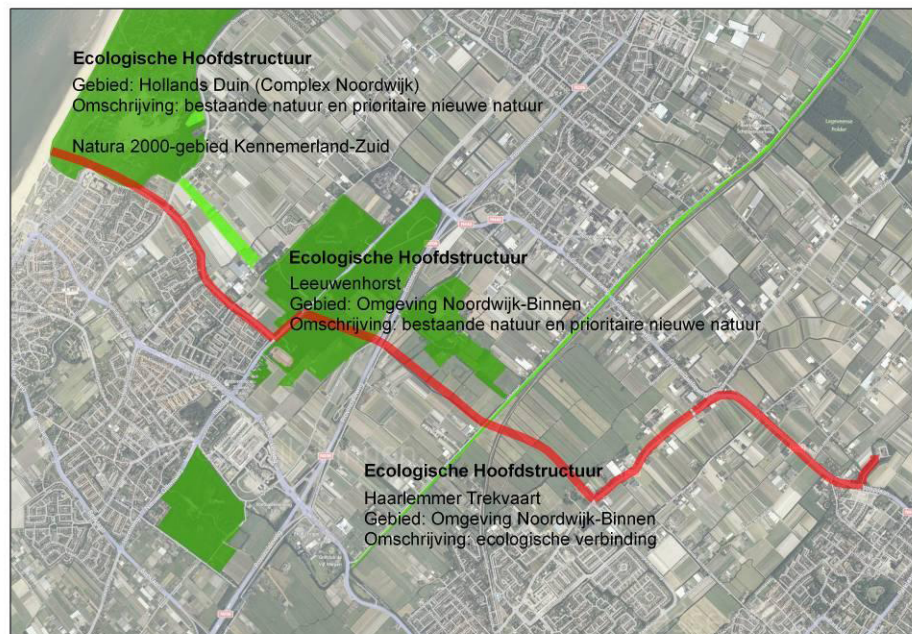 Ecologische Hoofdstructuur
Gebied: Hollands Duin (Complex Noordwijk)
Omschrijving: bestaande natuur en prioritaire nieuwe natuur
Natura 2000-gebied Kennemerland-Zuid
Ecologische Hoofdstructuur
Leeuwenhorst
Gebied: Omgeving Noordwijk-Binnen
Omschrijving: bestaande natuur en prioritaire nieuwe natuur
Ecologische Hoofdstructuur
Haarlemmer Trekvaart
Gebied: Omgeving Noordwijk-Binnen
Omschrijving: ecologische verbinding